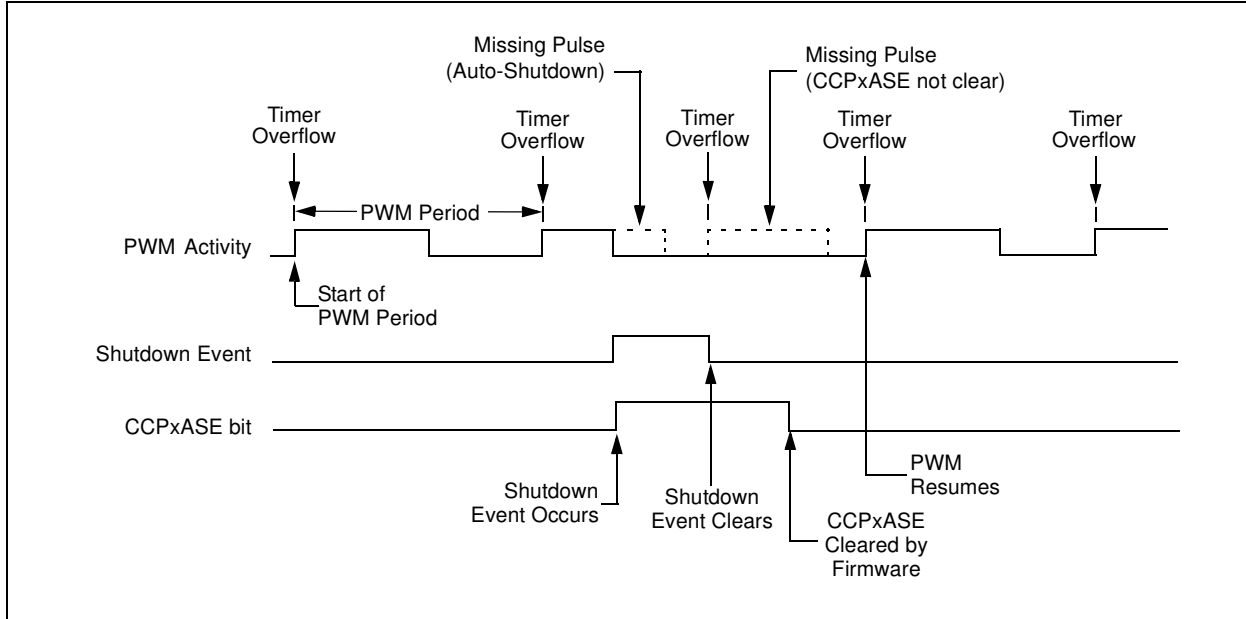 Missing Pulse
(Auto-Shutdown)
Missing Pulse
(CCPxASE not clear)
Timer
Overflow
Timer
Overflow
Timer
Overflow
Timer
Overflow
Timer
Overflow
PWM Period
PWM Activity
Start of
PWM Period
Shutdown Event
CCPxASE bit
Shutdown
Event Occurs
Shutdown
Event Clears
CCPxASE
Cleared by
Firmware
PWM
Resumes